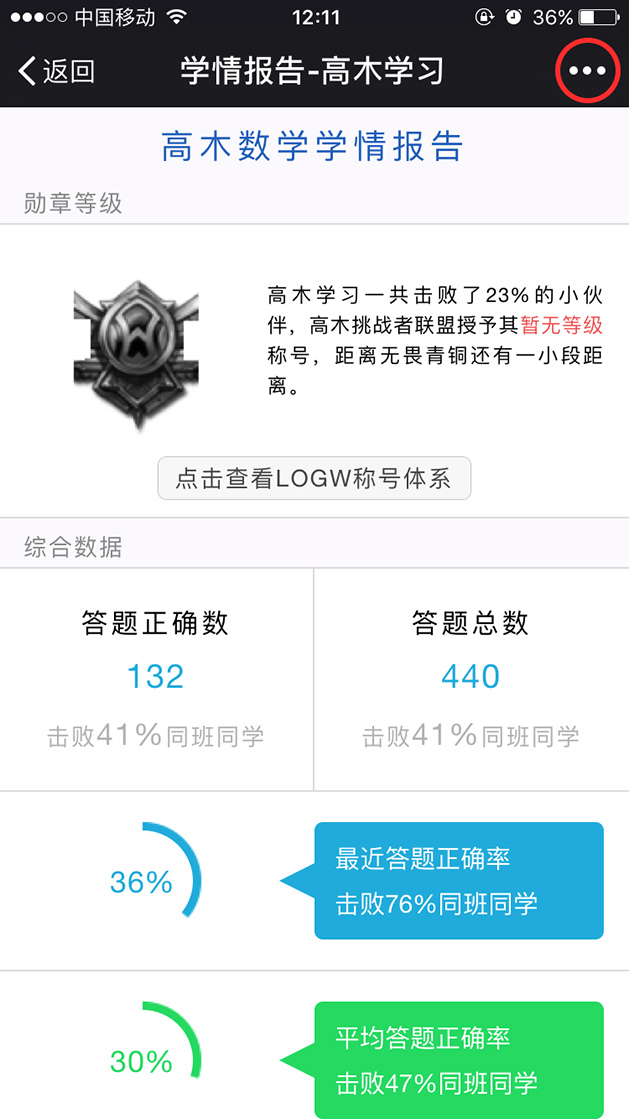 中国移动 12:11 36%
返回 学情报告-高木学习
高木数学学情报告
勋章等级
高木学习一共击败了23%的小伙
伴，高木挑战者联盟授予其暂无等级
称号，距离无畏青铜还有一小段距
离。
点击查看LOGW称号体系
综合数据
答题正确数
132
击败41%同班同学
答题总数
440
击败41%同班同学
36%
最近答题正确率
击败76%同班同学
30%
平均答题正确率
击败47%同班同学